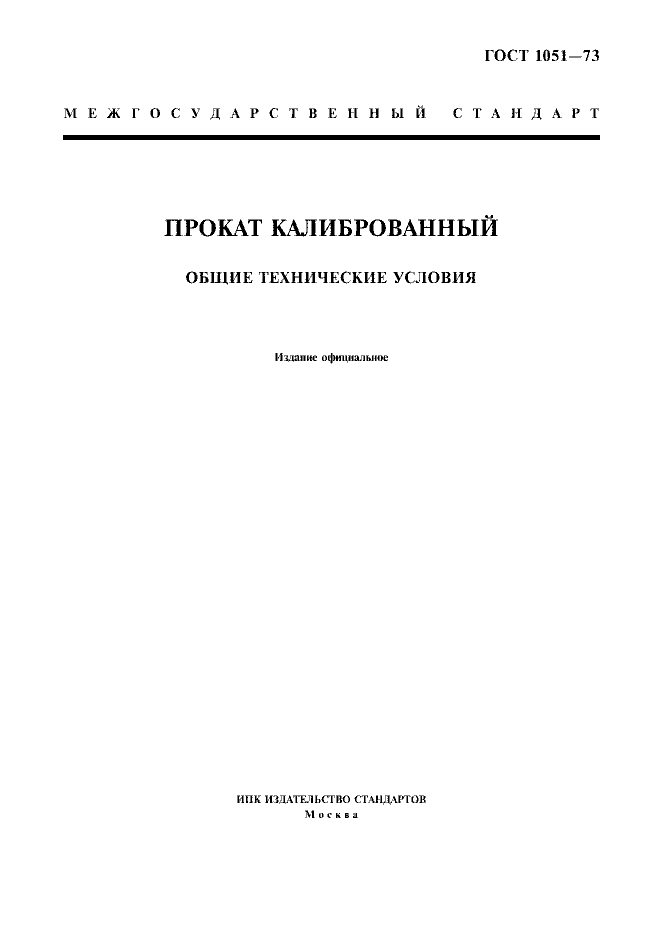 ГОСТ 1051—73
МЕЖГОСУДАРСТВЕННЫЙ СТАНДАРТ
ПРОКАТ КАЛИБРОВАННЫЙ
ОБЩИЕ ТЕХНИЧЕСКИЕ УСЛОВИЯ
Издание официальное
ИПК ИЗДАТЕЛЬСТВО СТАНДАРТОВ
Москва